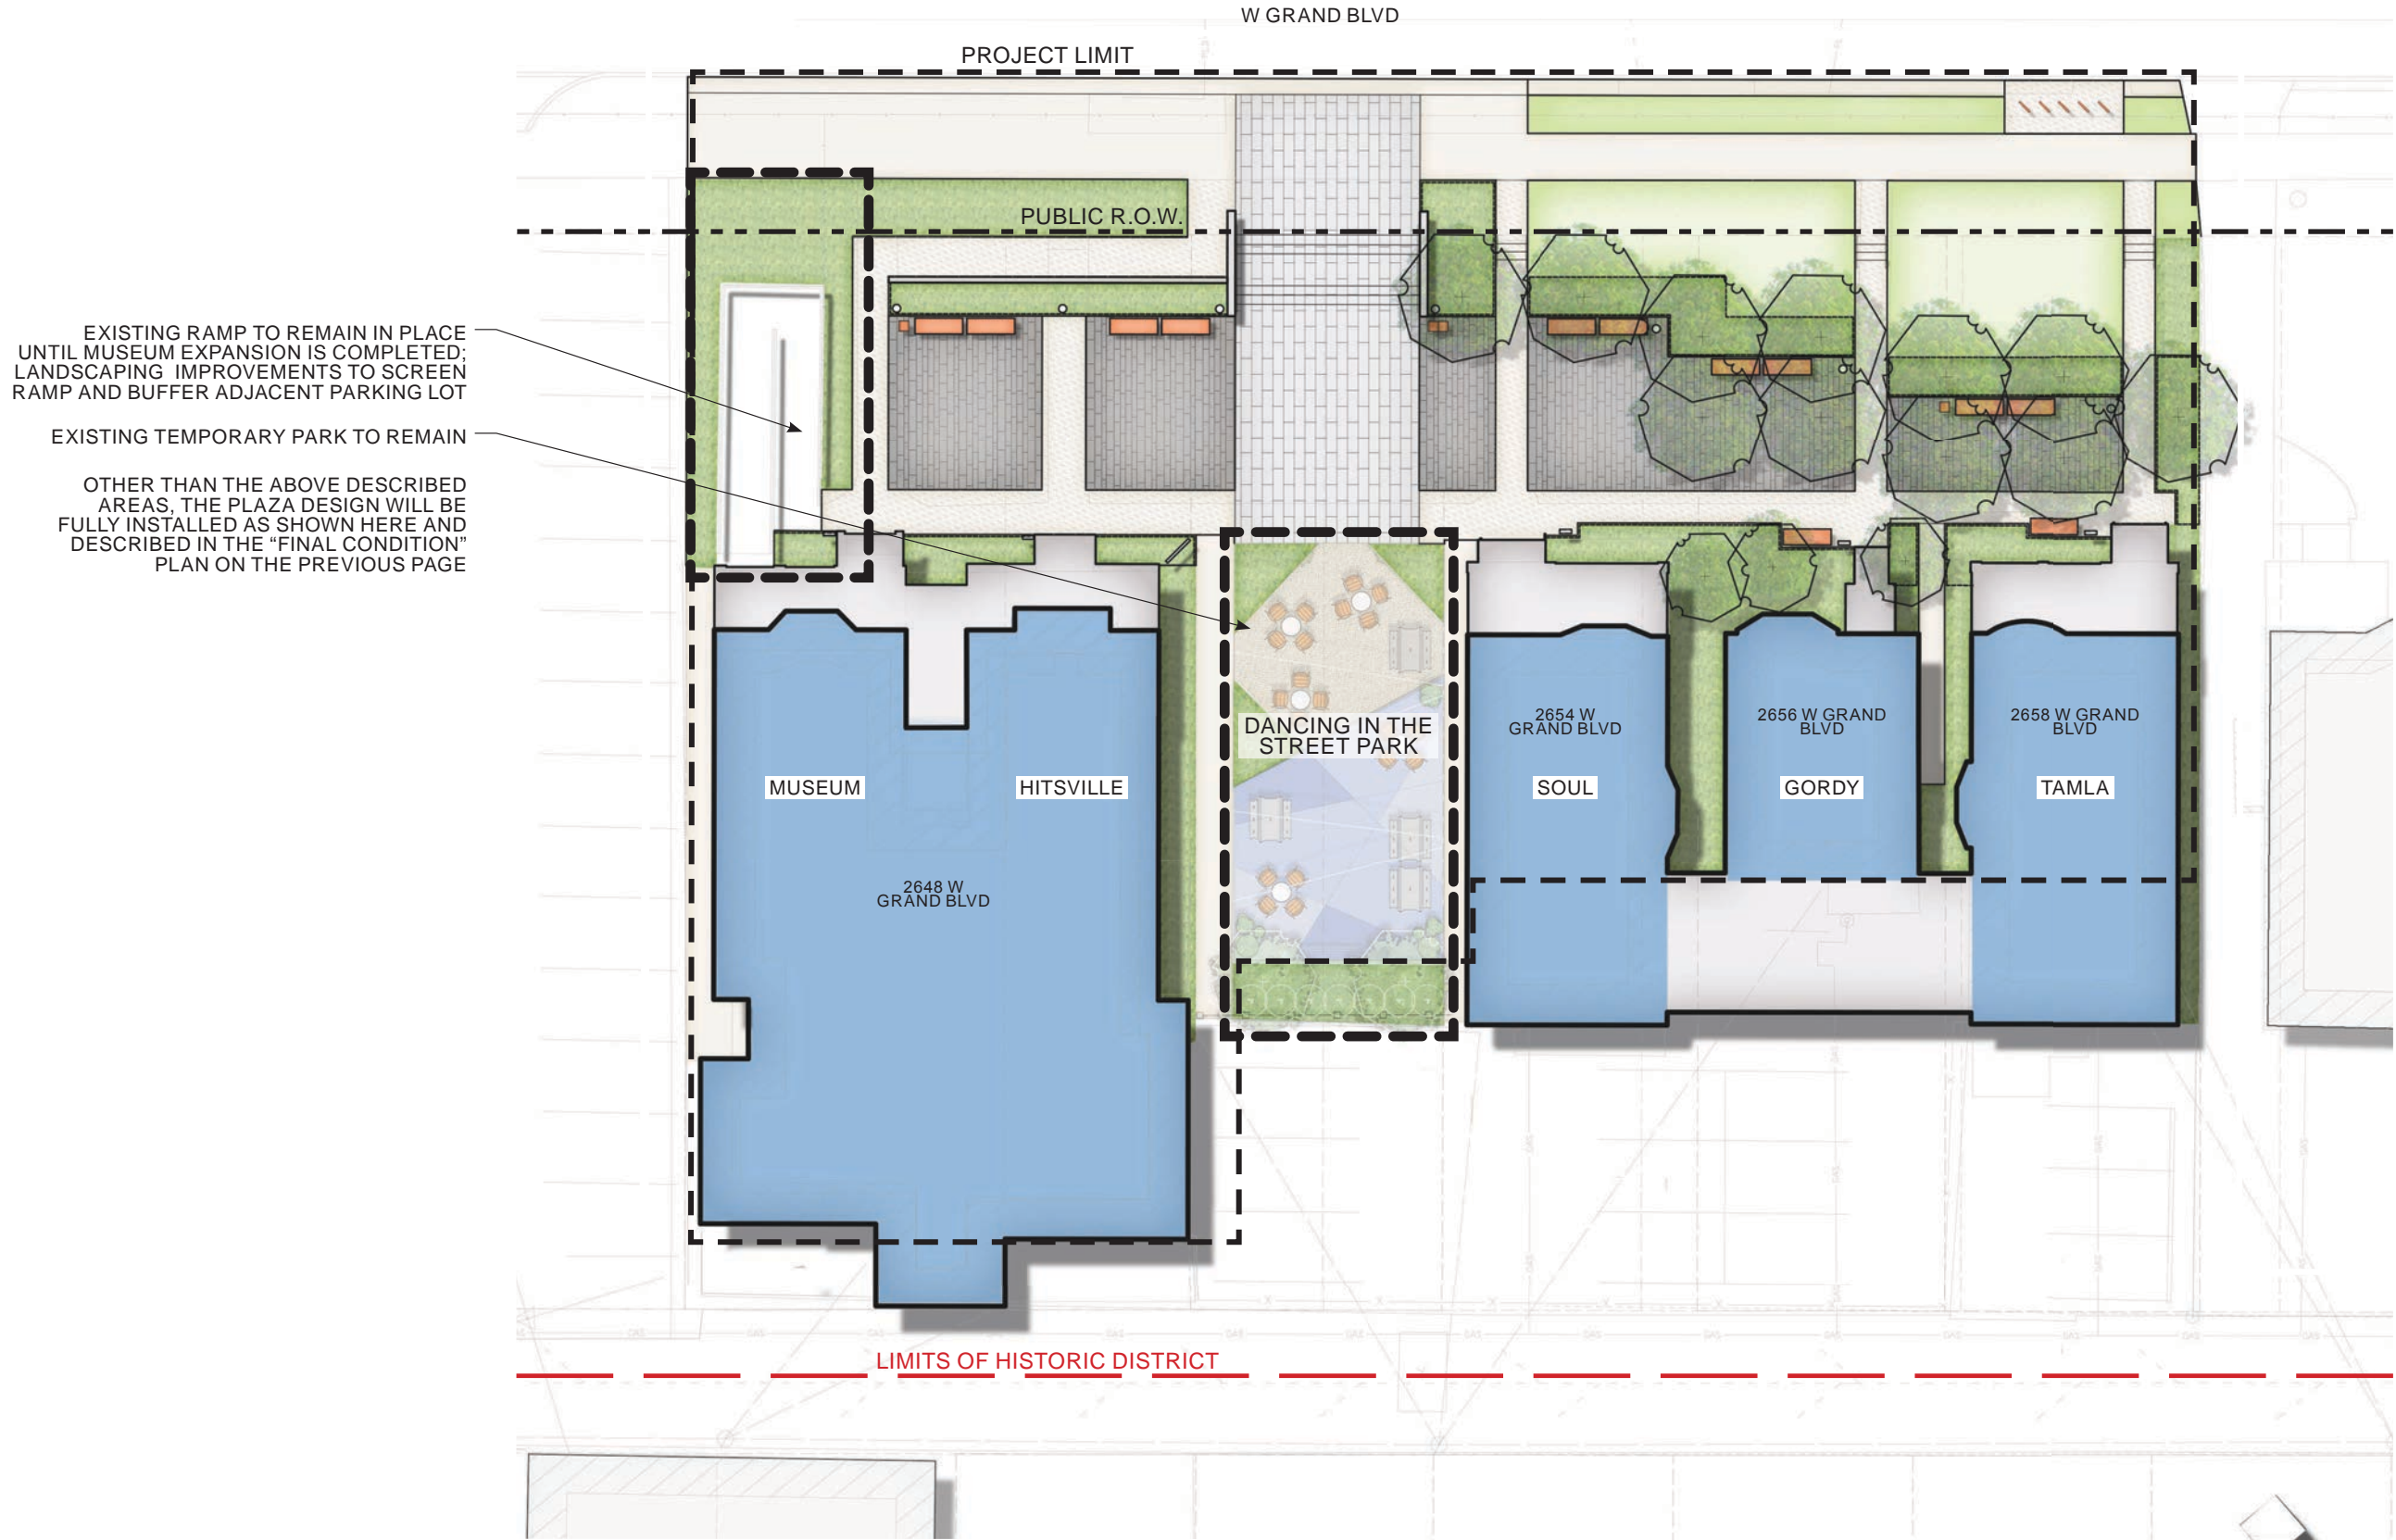 W GRAND BLVD
PROJECT LIMIT
PUBLIC R.O.W.
EXISTING RAMP TO REMAIN IN PLACE
UNTIL MUSEUM EXPANSION IS COMPLETED;
LANDSCAPING IMPROVEMENTS TO SCREEN
RAMP AND BUFFER ADJACENT PARKING LOT
EXISTING TEMPORARY PARK TO REMAIN
OTHER THAN THE ABOVE DESCRIBED
AREAS, THE PLAZA DESIGN WILL BE
FULLY INSTALLED AS SHOWN HERE AND
DESCRIBED IN THE “FINAL CONDITION”
PLAN ON THE PREVIOUS PAGE
DANCING IN THE
STREET PARK
2654 W
GRAND BLVD
2656 W GRAND
BLVD
2658 W GRAND
BLVD
MUSEUM
HITSVILLE
SOUL
GORDY
TAMLA
2648 W
GRAND BLVD
LIMITS OF HISTORIC DISTRICT